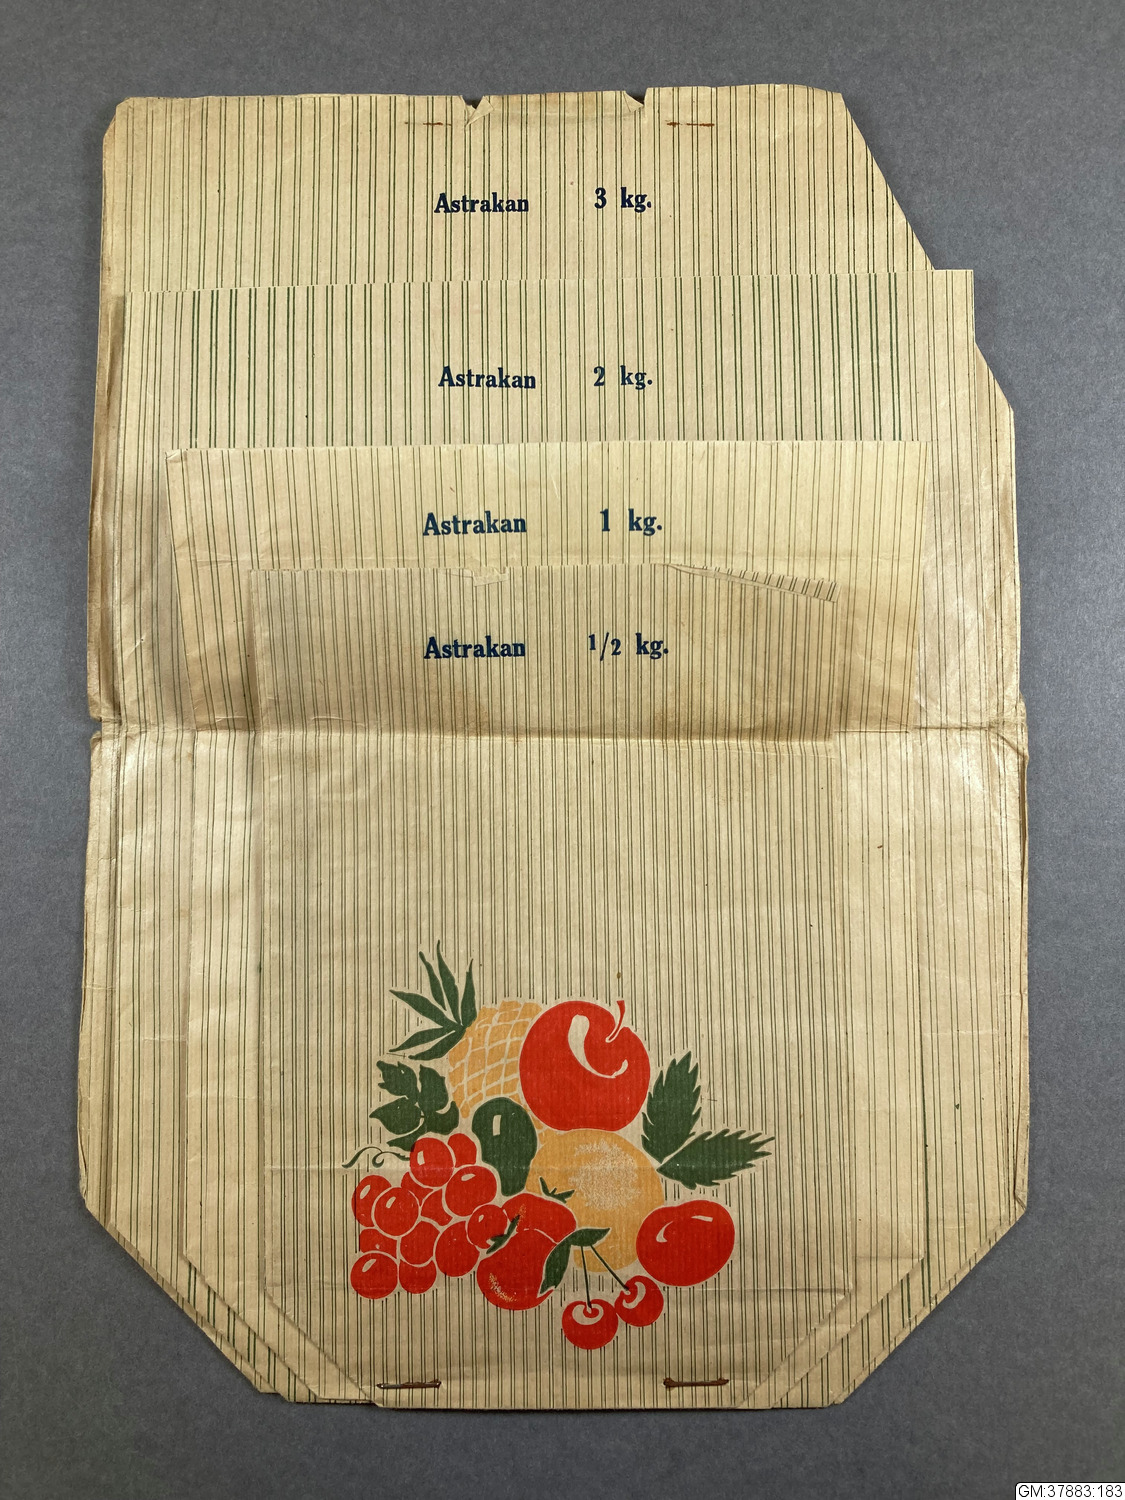 Astrakan 3 kg.
Astrakan 2 kg.
Astrakan 1 kg.
Astrakan 1/2 kg.
GM:37883:183